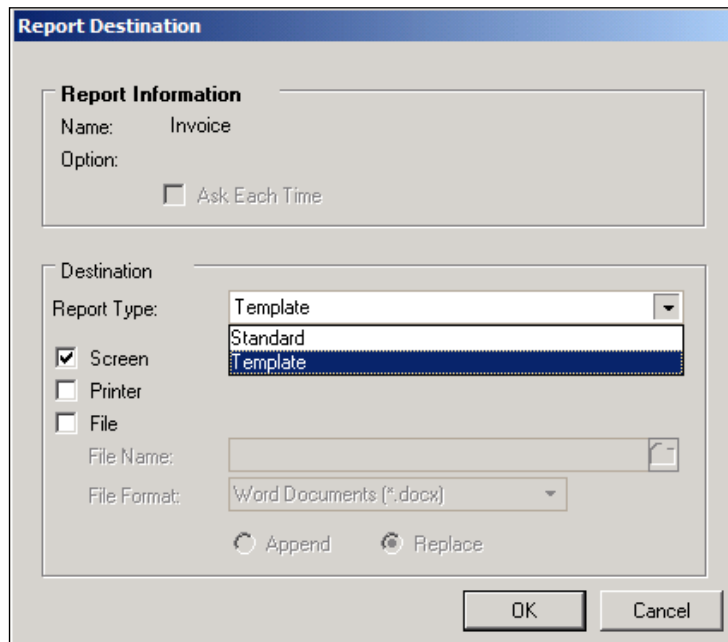 Report Destination
Report Information
Name: Invoice
Option:
Ask Each Time
Destination
Report Type: Template
Standard
Template
Screen
Printer
File
File Name:
File Format: Word Documents (*.docx)
Append Replace
OK Cancel